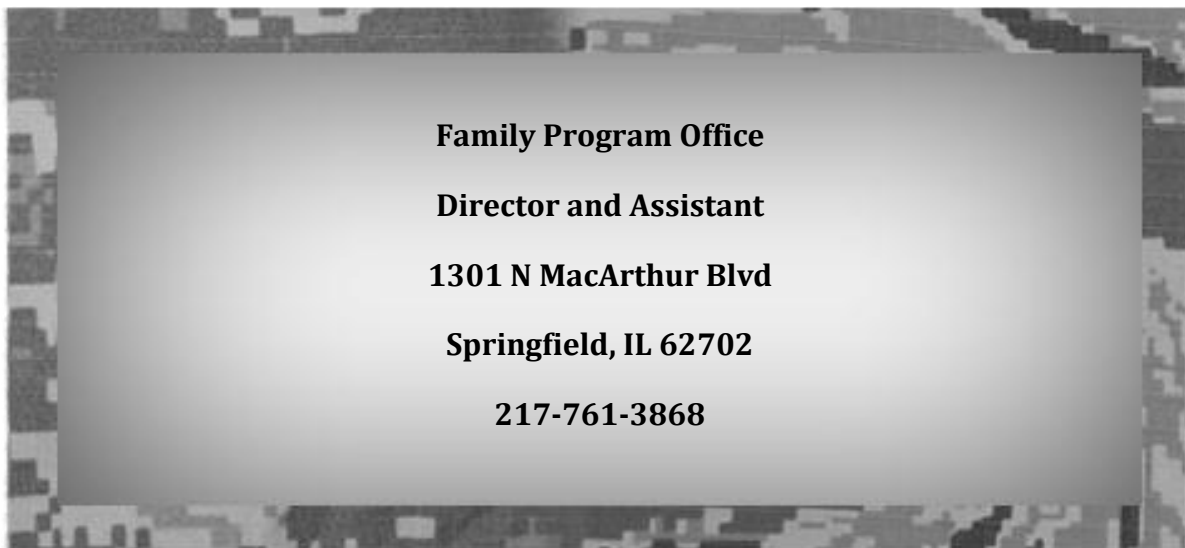 Family Program Office
Director and Assistant
1301 N MacArthur Blvd
Springfield, IL 62702
217-761-3868